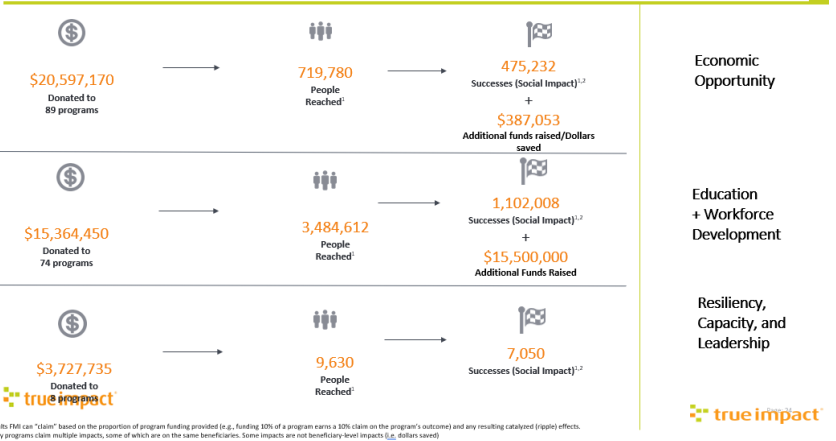 $20,597,170
Donated to
89 programs
719,780
People
Reached1
475,232
Successes (Social Impact)1,2
+
$387,053
Additional funds raised/Dollars
saved
Economic
Opportunity
$15,364,450
Donated to
74 programs
3,484,612
People
Reached1
1,102,008
Successes (Social Impact)1,2
+
$15,500,000
Additional Funds Raised
Education
+ Workforce
Development
$3,727,735
Donated to
8 programs
9,630
People
Reached1
7,050
Successes (Social Impact)1,2
Resiliency,
Capacity, and
Leadership
true impact
true impact
lts FMI can "claim" based on the proportion of program funding provided (e.g., funding 10% of a program earns a 10% claim on the program's outcome) and any resulting catalyzed (ripple) effects.
y programs claim multiple impacts, some of which are on the same beneficiaries. Some impacts are not beneficiary-level impacts (i.e. dollars saved)